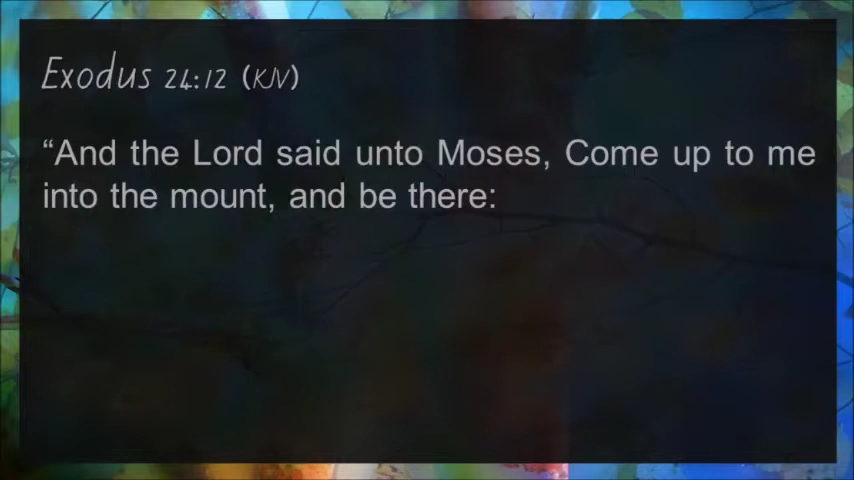 Exodus 24:12 (KJV)
“And the Lord said unto Moses, Come up to me
into the mount, and be there: